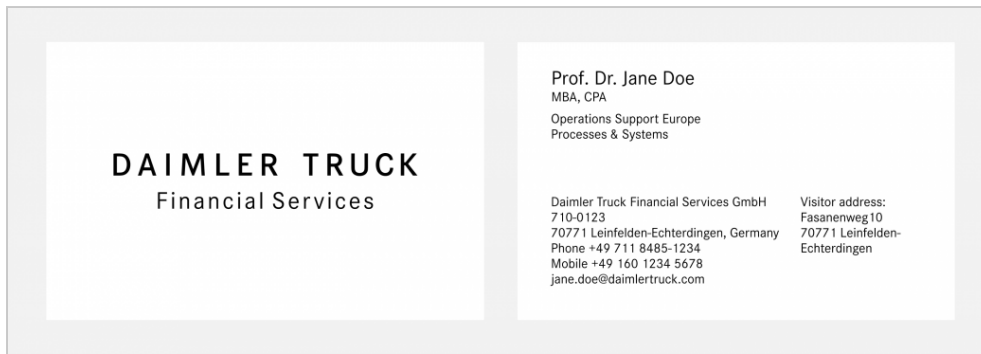 DAIMLER TRUCK
Financial Services
Prof. Dr. Jane Doe
MBA, CPA
Operations Support Europe
Processes & Systems
Daimler Truck Financial Services GmbH
710-0123
70771 Leinfelden-Echterdingen, Germany
Phone +49 711 8485-1234
Mobile +49 160 1234 5678
jane.doe@daimlertruck.com
Visitor address:
Fasanenweg10
70771 Leinfelden-
Echterdingen